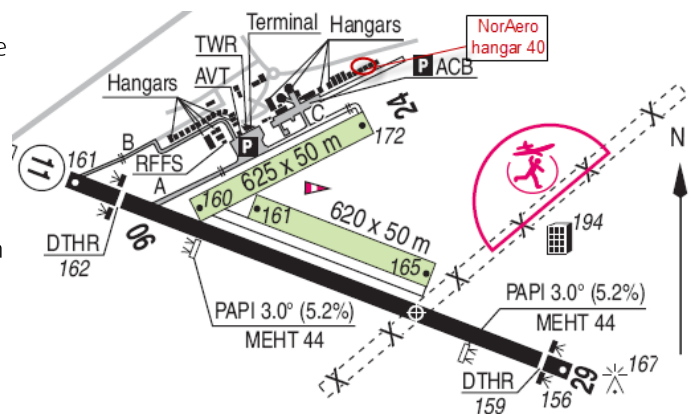 e
NorAero
hangar 40
Terminal
Hangars
TWR
AVT
Hangars
P
ACB
24
B
C
172
11
161
RFFS
P
A
625 x 50 m
N
160
161
620 x 50 m
06
194
DTHR
162
165
PAPI 3.0° (5.2%)
MEHT 44
PAPI 3.0° (5.2%)
MEHT 44
DTHR
159
156
29
167